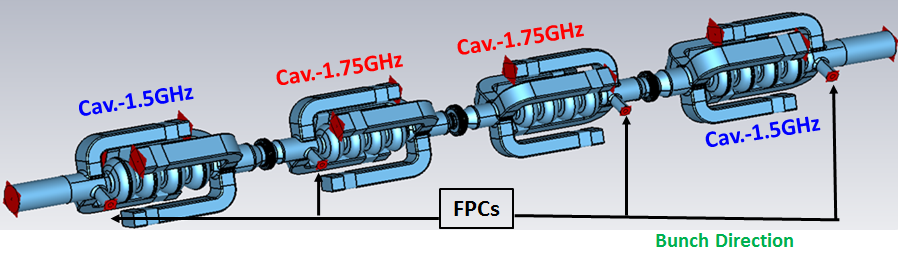 Cav.-1.5GHz
Cav.-1.75GHz
Cav.-1.75GHz
Cav.-1.5GHz
FPCs
Bunch Direction